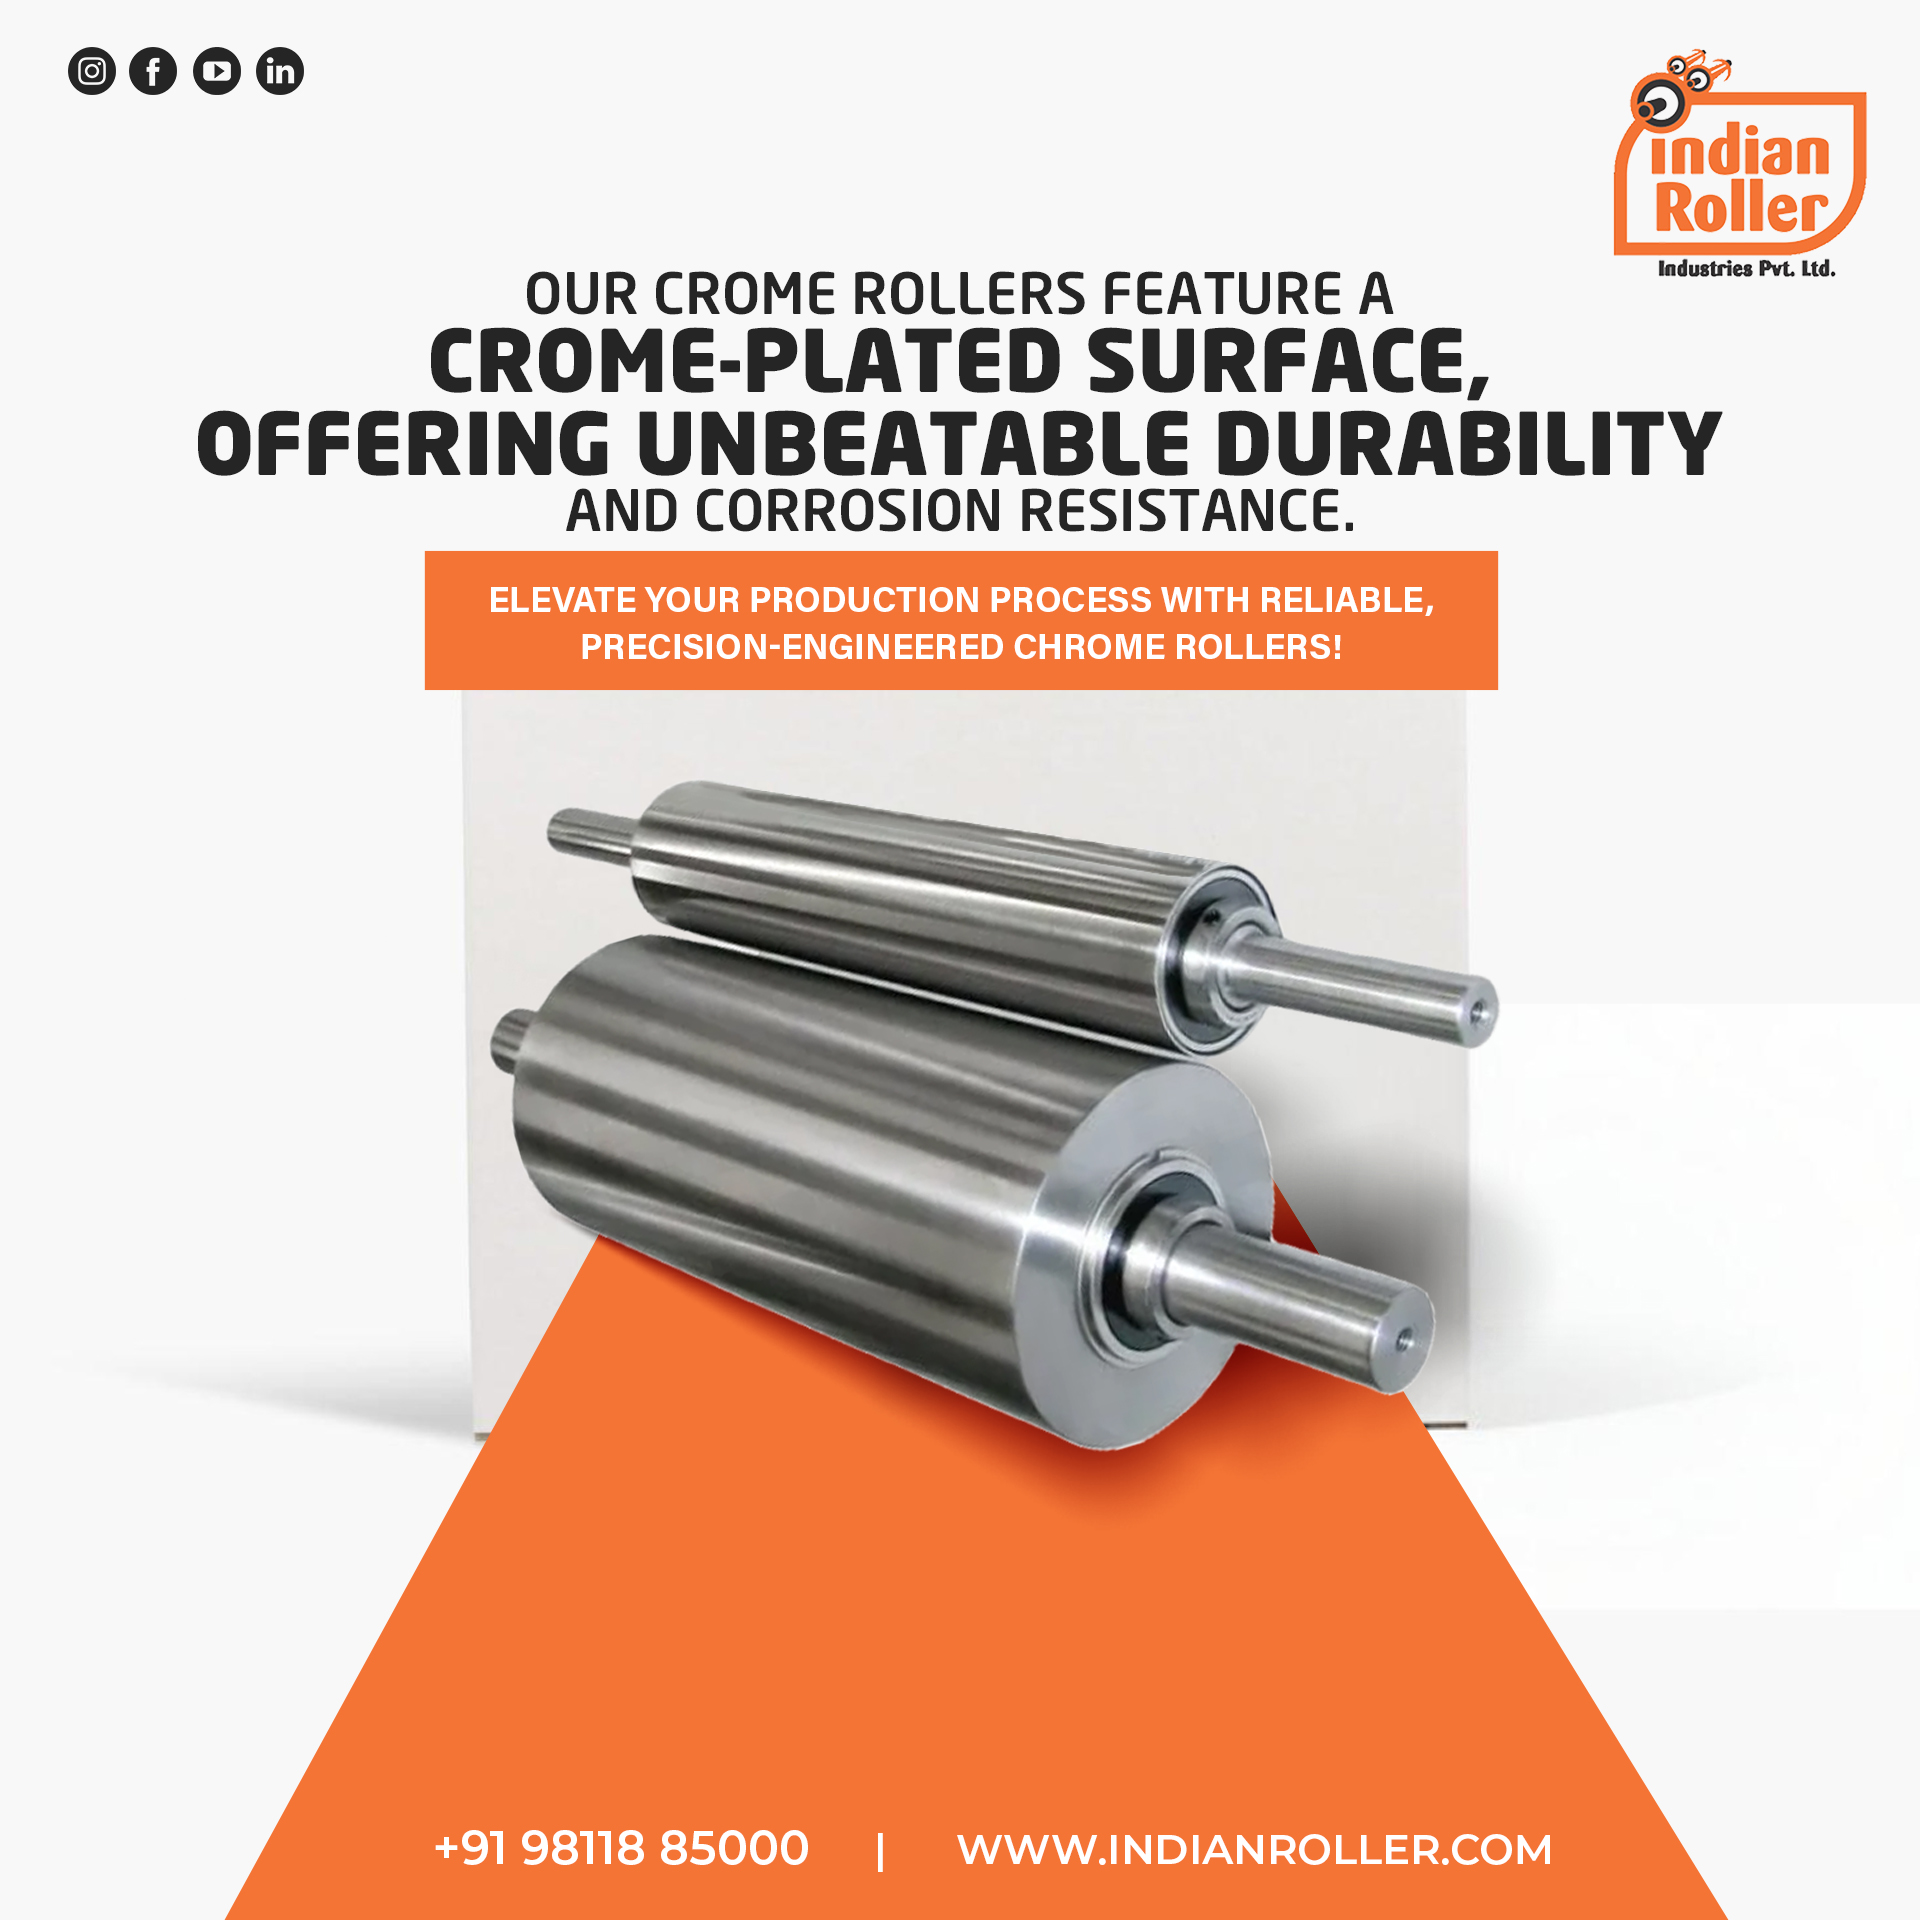 indian
Roller
Industries Pvt. Ltd.
OUR CROME ROLLERS FEATURE A
CROME-PLATED SURFACE,
OFFERING UNBEATABLE DURABILITY
AND CORROSION RESISTANCE.
ELEVATE YOUR PRODUCTION PROCESS WITH RELIABLE,
PRECISION-ENGINEERED CHROME ROLLERS!
+91 98118 85000 | WWW.INDIANROLLER.COM